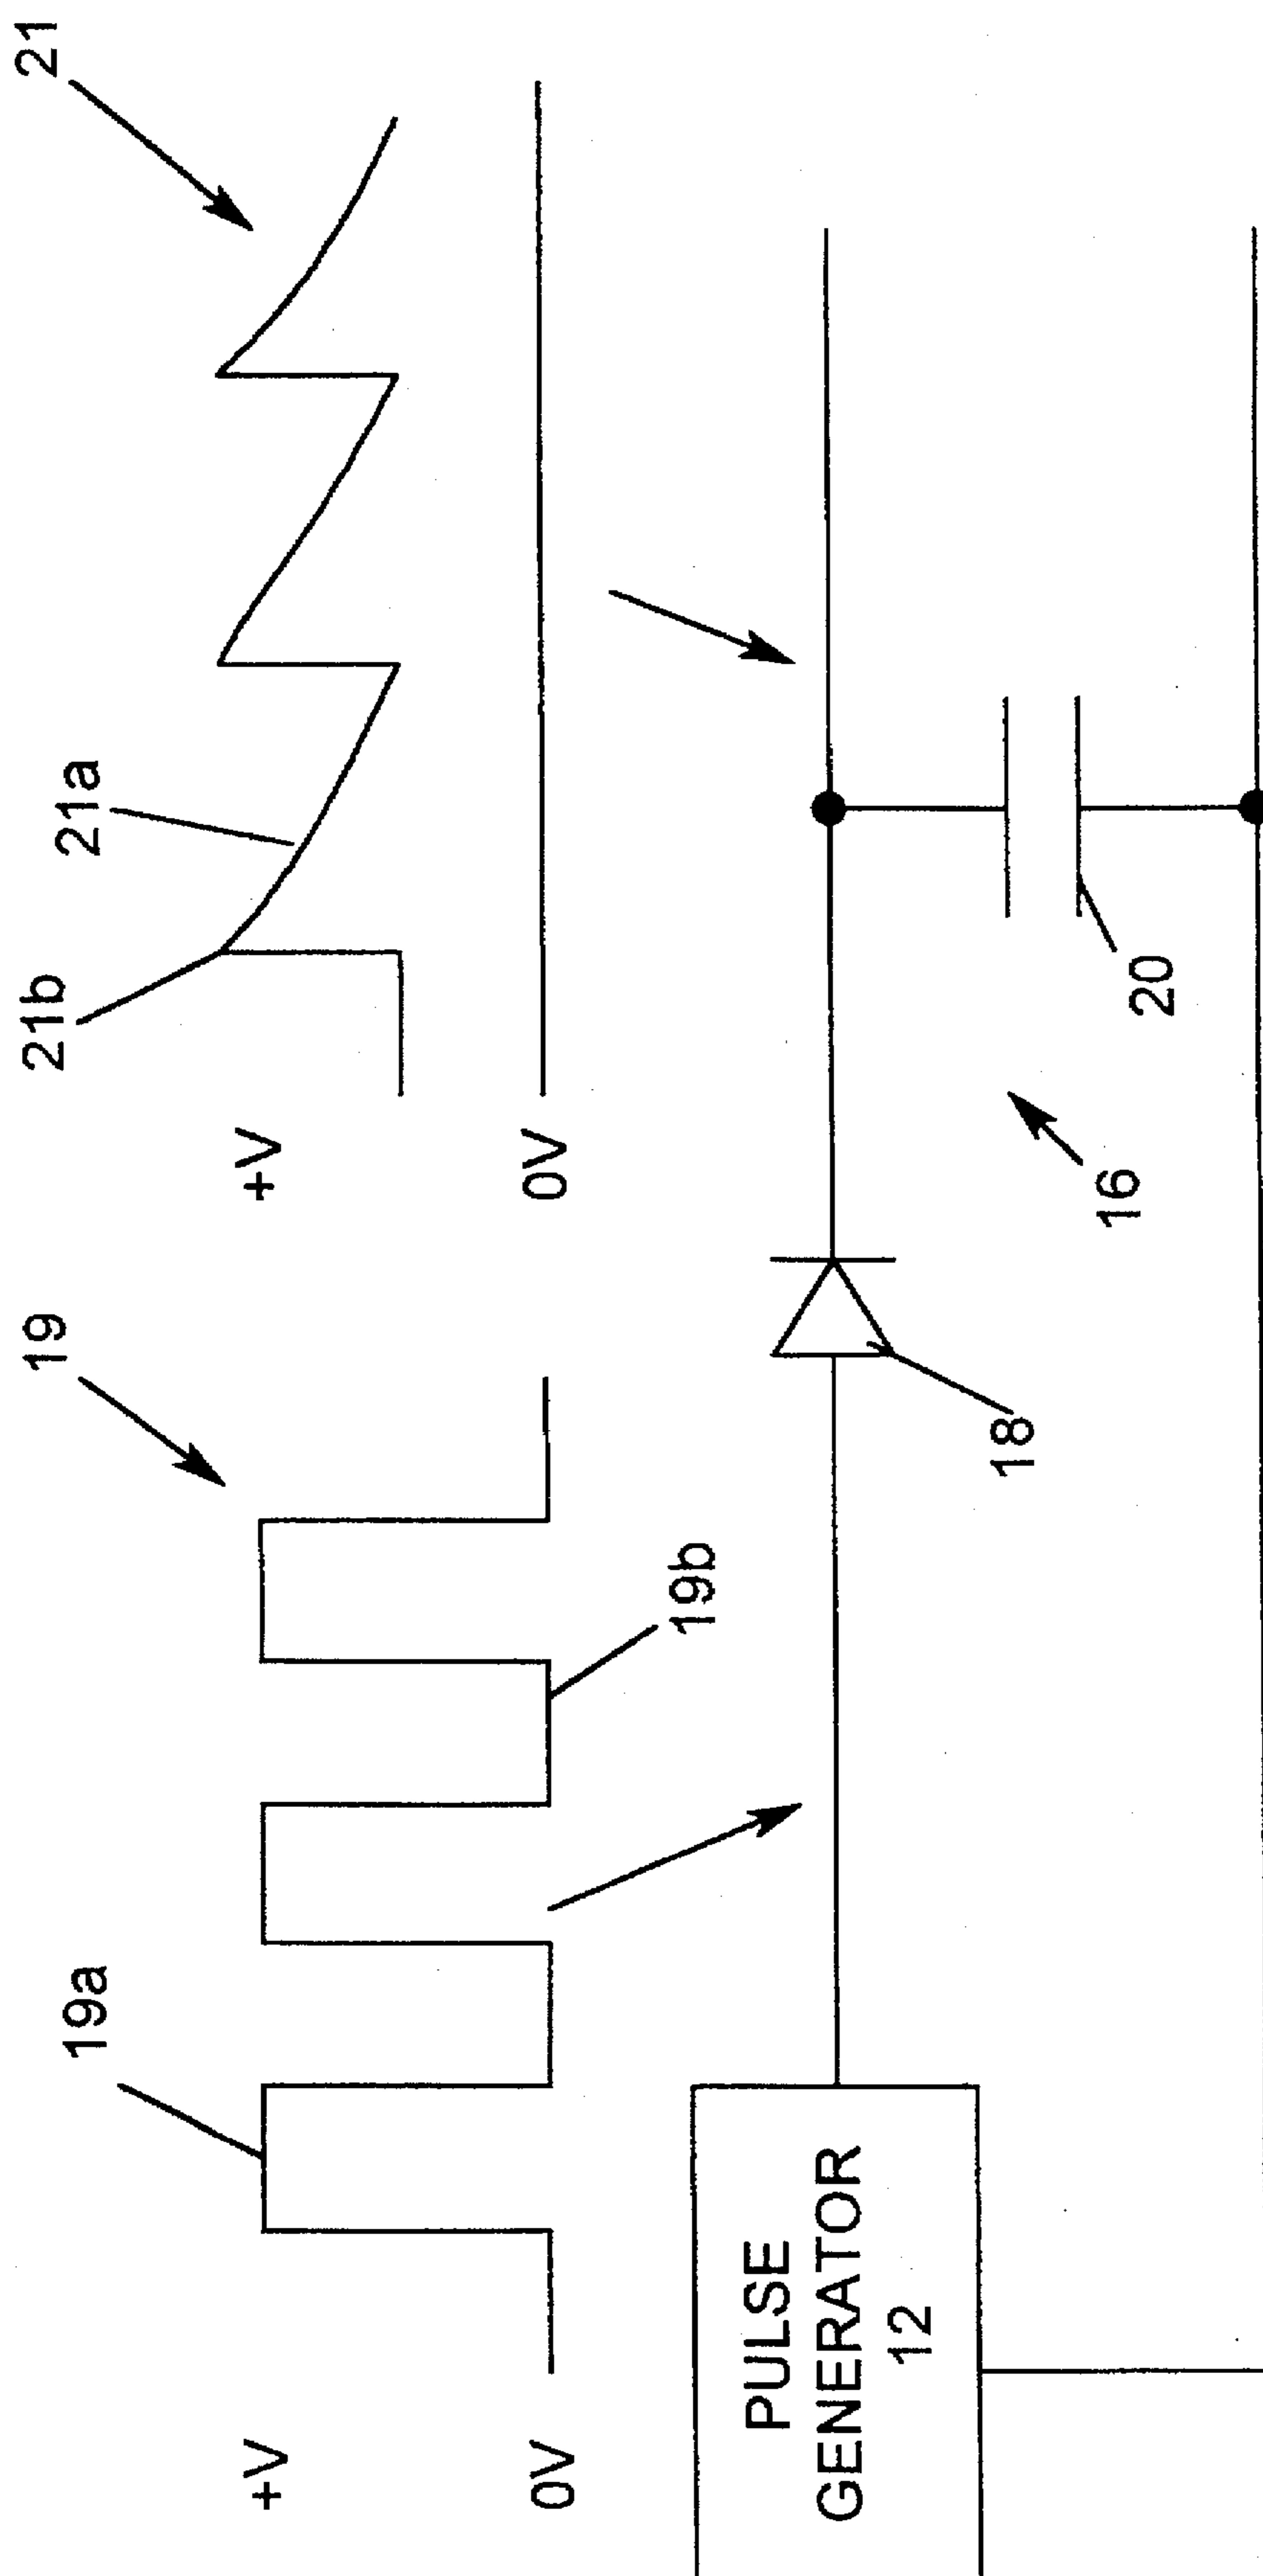 19a
19
21b
21a
21
+V
+V
0V
0V
19b
PULSE
GENERATOR
12
18
16
20